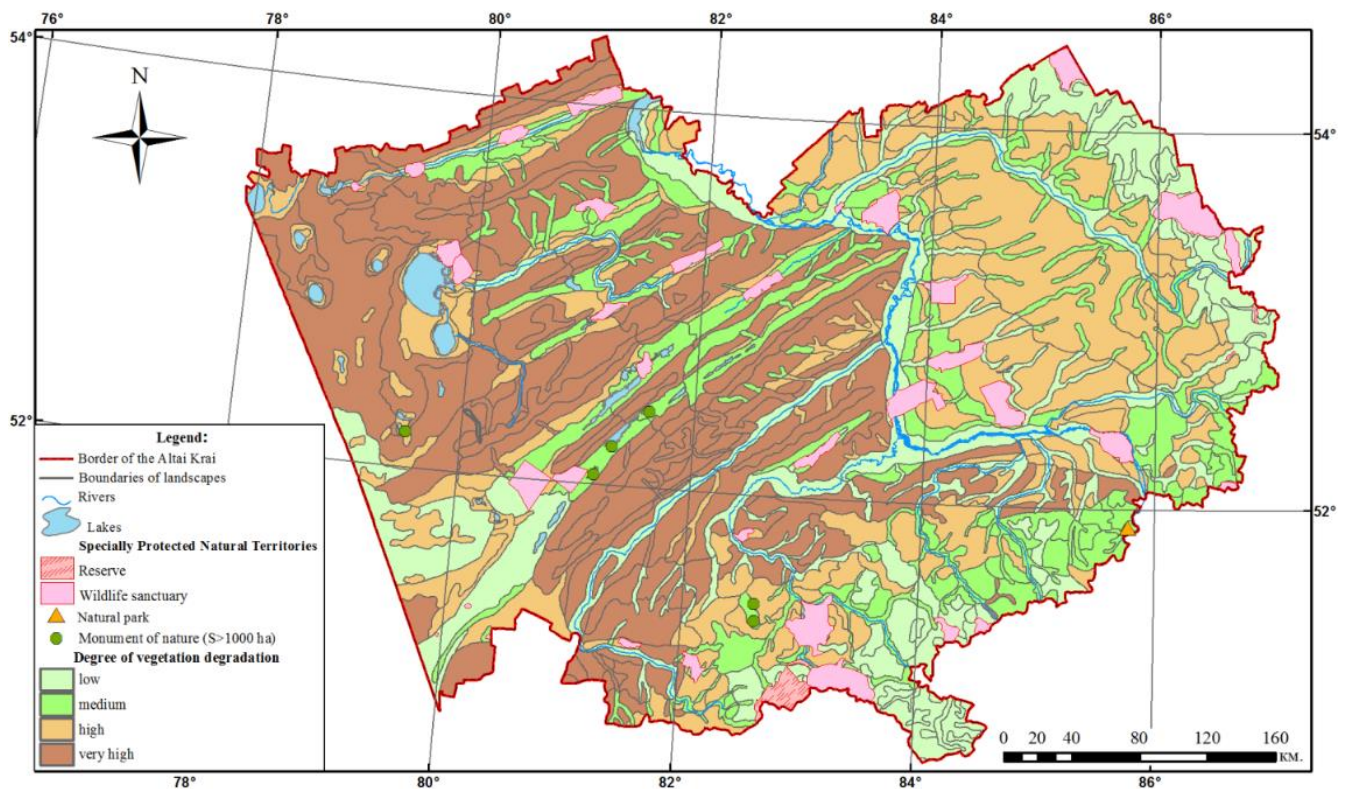 76° 78° 80° 82° 84° 86°
54°
54°
N
52°
52°
Legend:
Border of the Altai Krai
Boundaries of landscapes
Rivers
Lakes
Specially Protected Natural Territories
Reserve
Wildlife sanctuary
Natural park
Monument of nature (S>1000 ha)
Degree of vegetation degradation
low
medium
high
very high
0 20 40 80 120 160
КМ.
78° 80° 82° 84° 86°